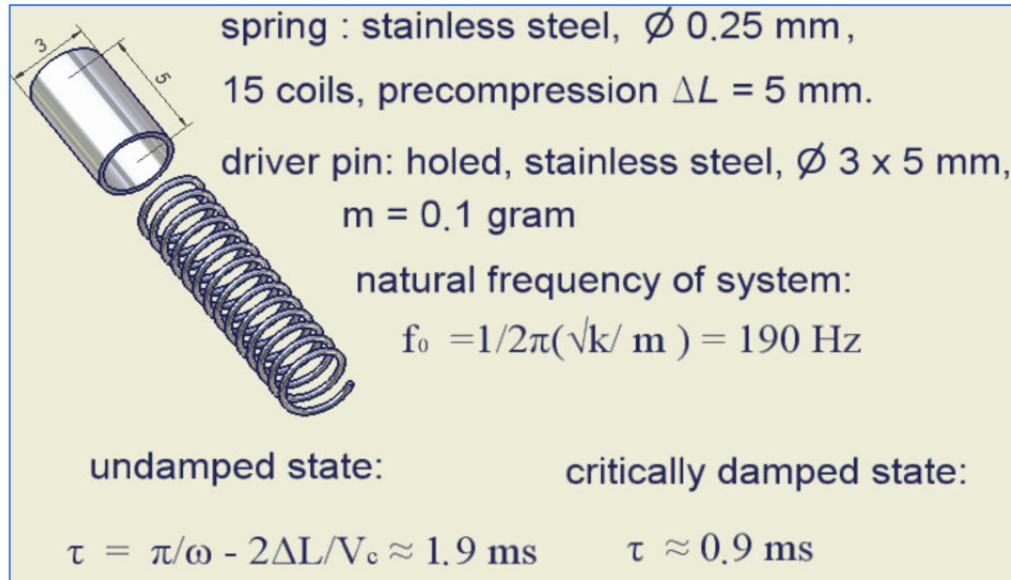 spring : stainless steel, Ø 0.25 mm,
3
5
15 coils, precompression ΔL = 5 mm.
driver pin: holed, stainless steel, Ø 3 x 5 mm,
m = 0.1 gram
natural frequency of system:
f₀ =1/2π(√k/ m ) = 190 Hz
undamped state:
critically damped state:
τ = π/ω - 2ΔL/V꜀ ≈ 1.9 ms
τ ≈ 0.9 ms